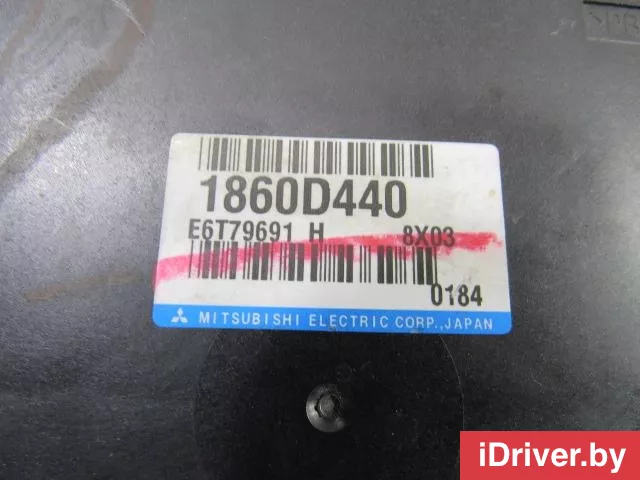 1860D440
E6T79691 H 8X03
0184
MITSUBISHI ELECTRIC CORP., JAPAN
iDriver.by